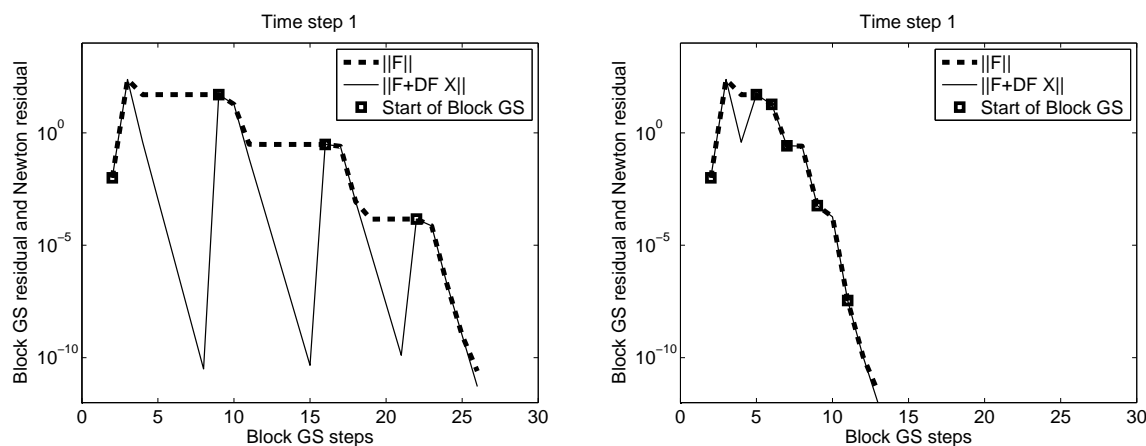 Time step 1
Block GS residual and Newton residual
||F||
||F+DF X||
Start of Block GS
10^0
10^-5
10^-10
0 5 10 15 20 25 30
Block GS steps
Time step 1
Block GS residual and Newton residual
||F||
||F+DF X||
Start of Block GS
10^0
10^-5
10^-10
0 5 10 15 20 25 30
Block GS steps